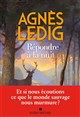 AGNÈS
LEDIG
Répondre
à la nuit
Et si nous écoutions
ce que le monde sauvage
nous murmure ?